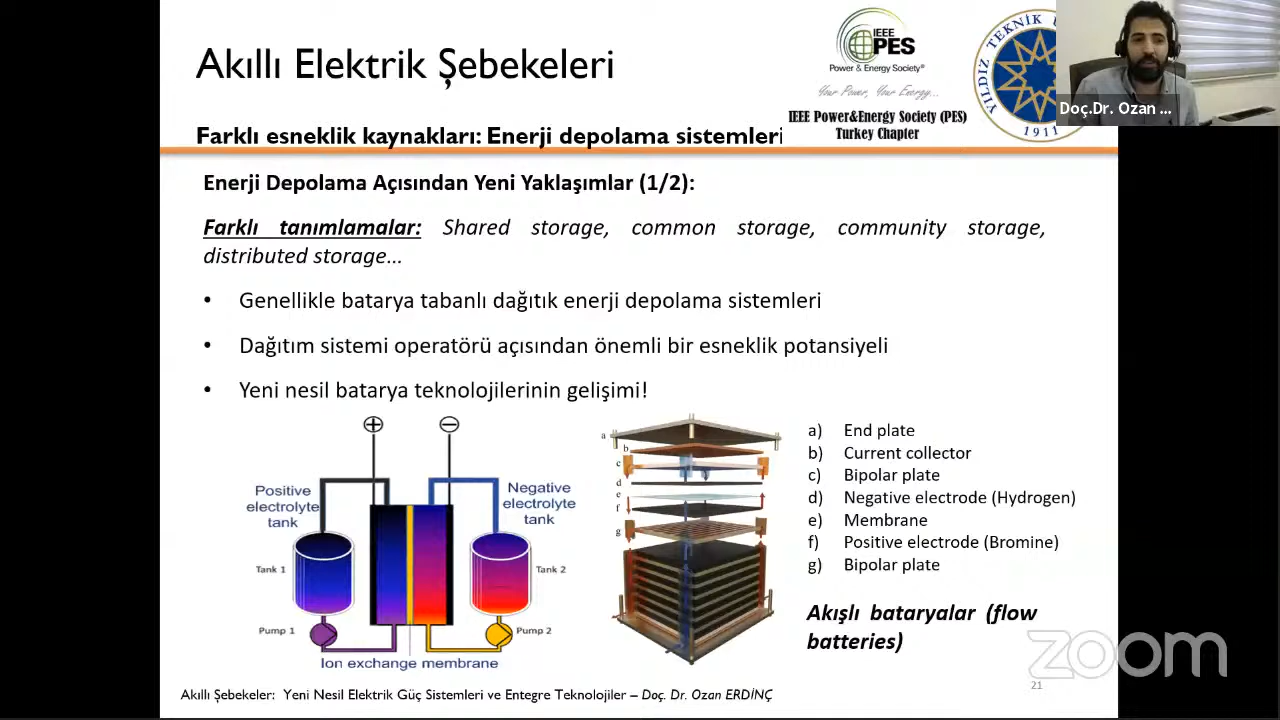 Akıllı Elektrik Şebekeleri
IEEE
PES
Power & Energy Society®
Your Power, Your Energy...
IEEE Power&Energy Society (PES)
Turkey Chapter
YILDIZ TEKNİK Ü
1911
Doç.Dr. Ozan ...
Farklı esneklik kaynakları: Enerji depolama sistemleri
Enerji Depolama Açısından Yeni Yaklaşımlar (1/2):
Farklı tanımlamalar: Shared storage, common storage, community storage,
distributed storage...
• Genellikle batarya tabanlı dağıtık enerji depolama sistemleri
• Dağıtım sistemi operatörü açısından önemli bir esneklik potansiyeli
• Yeni nesil batarya teknolojilerinin gelişimi!
+
−
Positive
electrolyte
tank
Negative
electrolyte
tank
Tank 1
Tank 2
Pump 1
Pump 2
Ion exchange membrane
a
b
c
d
e
f
g
a) End plate
b) Current collector
c) Bipolar plate
d) Negative electrode (Hydrogen)
e) Membrane
f) Positive electrode (Bromine)
g) Bipolar plate
Akışlı bataryalar (flow
batteries)
zoom
21
Akıllı Şebekeler: Yeni Nesil Elektrik Güç Sistemleri ve Entegre Teknolojiler – Doç. Dr. Ozan ERDİNÇ